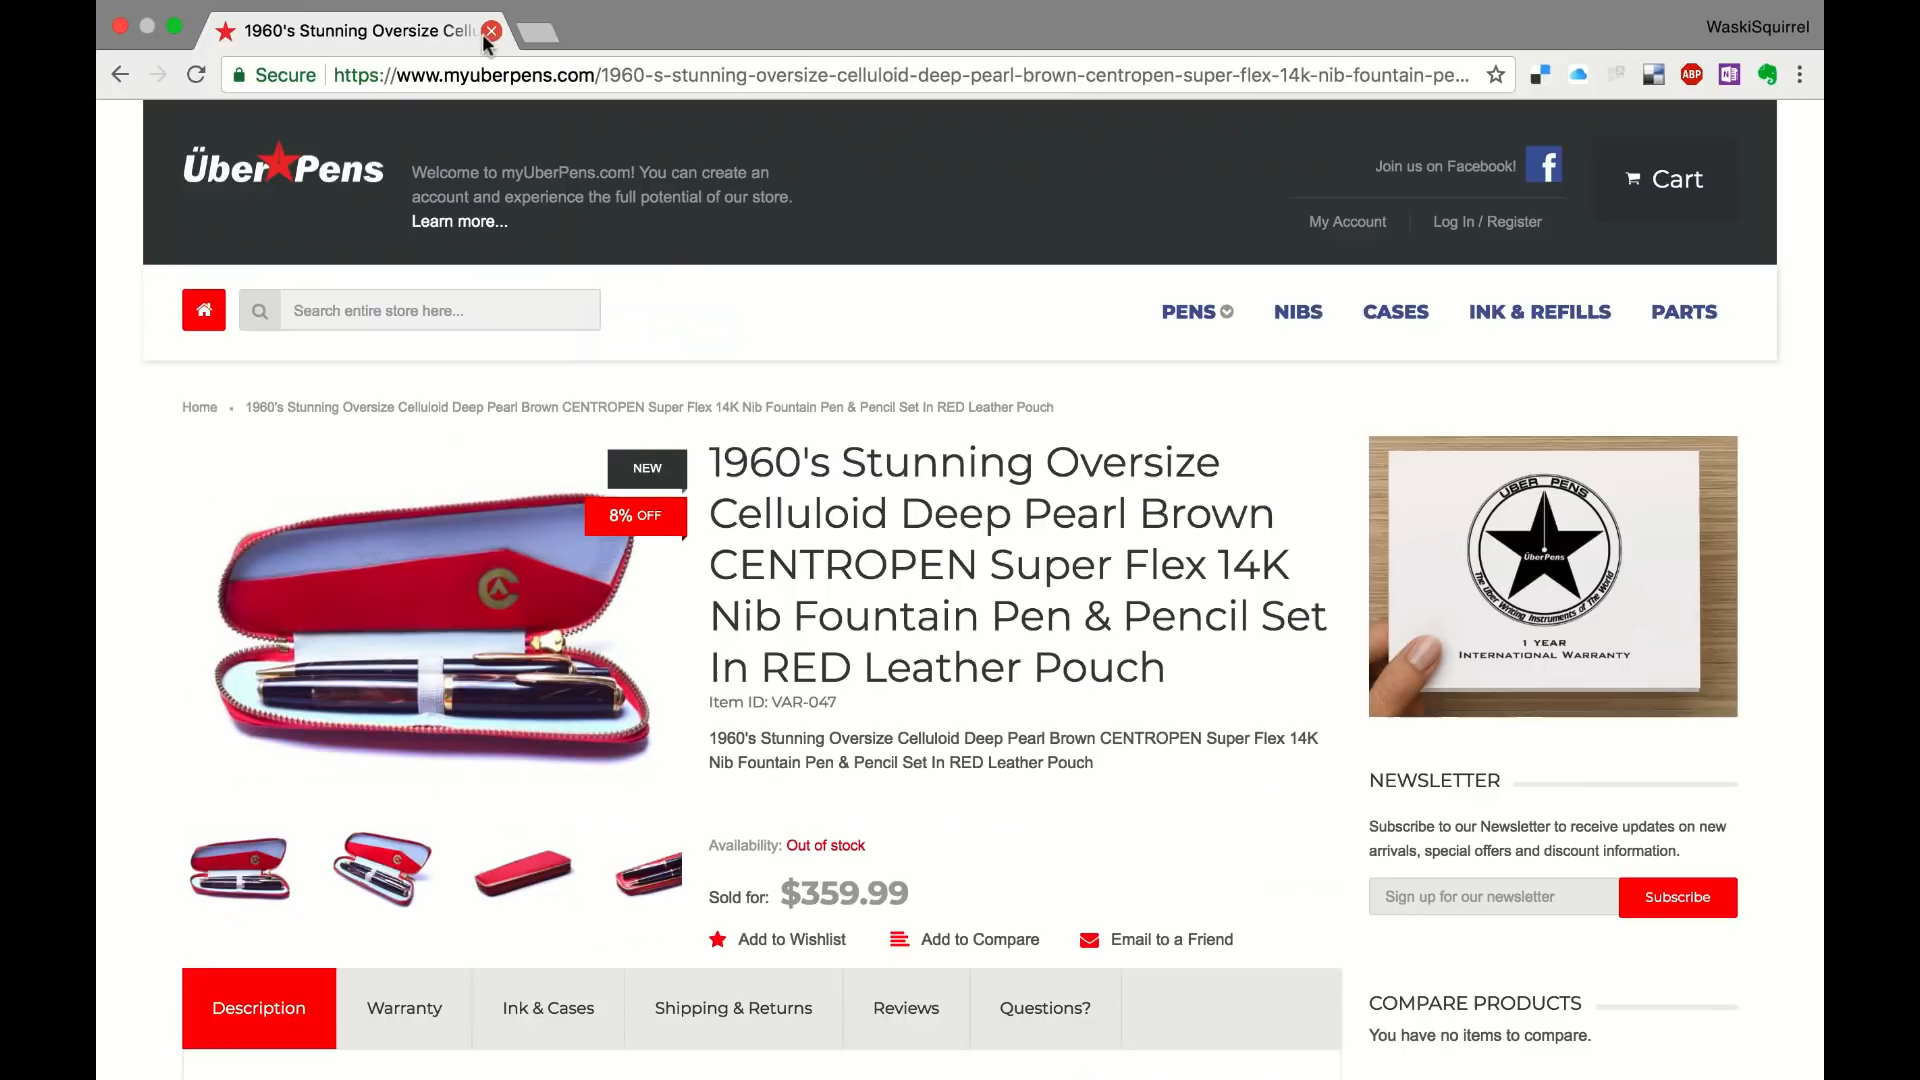 1960's Stunning Oversize Cell
WaskiSquirrel
Secure
https://www.myuberpens.com/1960-s-stunning-oversize-celluloid-deep-pearl-brown-centropen-super-flex-14k-nib-fountain-pe...
ABP
ÜberPens
Welcome to myUberPens.com! You can create an
account and experience the full potential of our store.
Learn more...
Join us on Facebook!
f
Cart
My Account
Log In / Register
Search entire store here...
PENS
NIBS
CASES
INK & REFILLS
PARTS
Home • 1960's Stunning Oversize Celluloid Deep Pearl Brown CENTROPEN Super Flex 14K Nib Fountain Pen & Pencil Set In RED Leather Pouch
NEW
8% OFF
1960's Stunning Oversize
Celluloid Deep Pearl Brown
CENTROPEN Super Flex 14K
Nib Fountain Pen & Pencil Set
In RED Leather Pouch
Item ID: VAR-047
1960's Stunning Oversize Celluloid Deep Pearl Brown CENTROPEN Super Flex 14K
Nib Fountain Pen & Pencil Set In RED Leather Pouch
Availability: Out of stock
Sold for: $359.99
Add to Wishlist
Add to Compare
Email to a Friend
Description
Warranty
Ink & Cases
Shipping & Returns
Reviews
Questions?
UBER PENS
ÜberPens
The Uber Writing Instruments of The World
1 YEAR
INTERNATIONAL WARRANTY
NEWSLETTER
Subscribe to our Newsletter to receive updates on new
arrivals, special offers and discount information.
Sign up for our newsletter
Subscribe
COMPARE PRODUCTS
You have no items to compare.